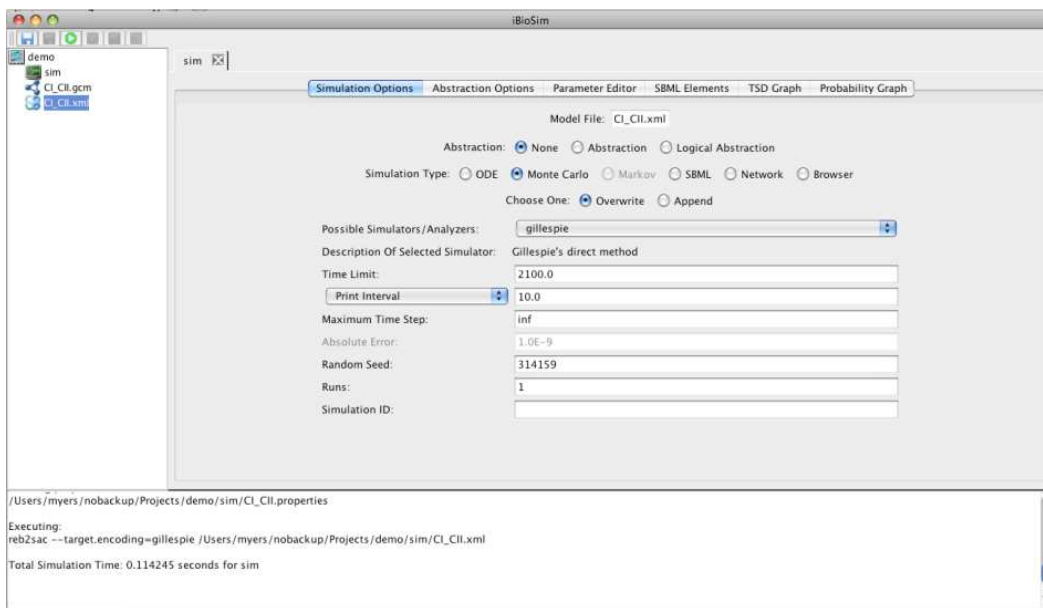 iBioSim
demo
sim
CI_CII.gcm
CI_CII.xml
sim
Simulation Options Abstraction Options Parameter Editor SBML Elements TSD Graph Probability Graph
Model File: CI_CII.xml
Abstraction: None Abstraction Logical Abstraction
Simulation Type: ODE Monte Carlo Markov SBML Network Browser
Choose One: Overwrite Append
Possible Simulators/Analyzers: gillespie
Description Of Selected Simulator: Gillespie's direct method
Time Limit: 2100.0
Print Interval 10.0
Maximum Time Step: inf
Absolute Error: 1.0E-9
Random Seed: 314159
Runs: 1
Simulation ID:
/Users/myers/nobackup/Projects/demo/sim/CI_CII.properties
Executing:
reb2sac --target.encoding=gillespie /Users/myers/nobackup/Projects/demo/sim/CI_CII.xml
Total Simulation Time: 0.114245 seconds for sim